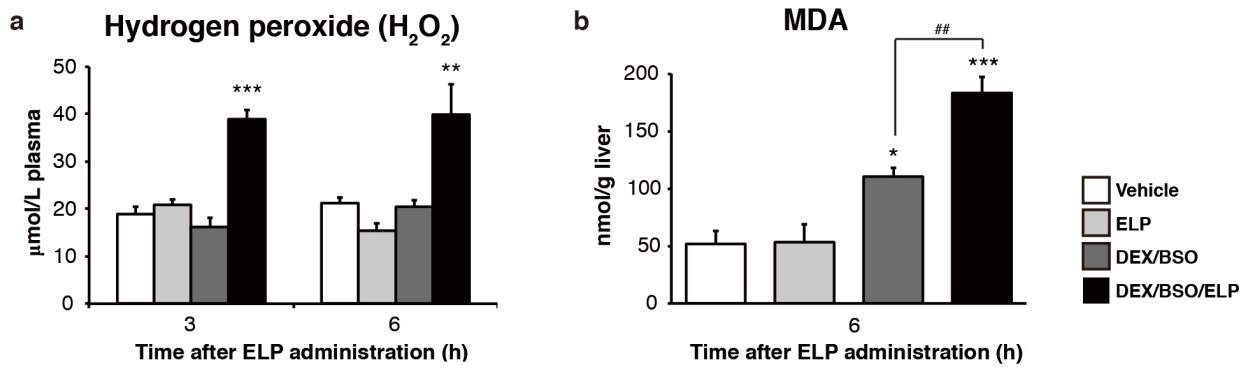 a
Hydrogen peroxide (H₂O₂)
50
40
30
20
10
0
μmol/L plasma
***
**
3
6
Time after ELP administration (h)
b
MDA
200
150
100
50
0
nmol/g liver
*
##
***
6
Time after ELP administration (h)
Vehicle
ELP
DEX/BSO
DEX/BSO/ELP